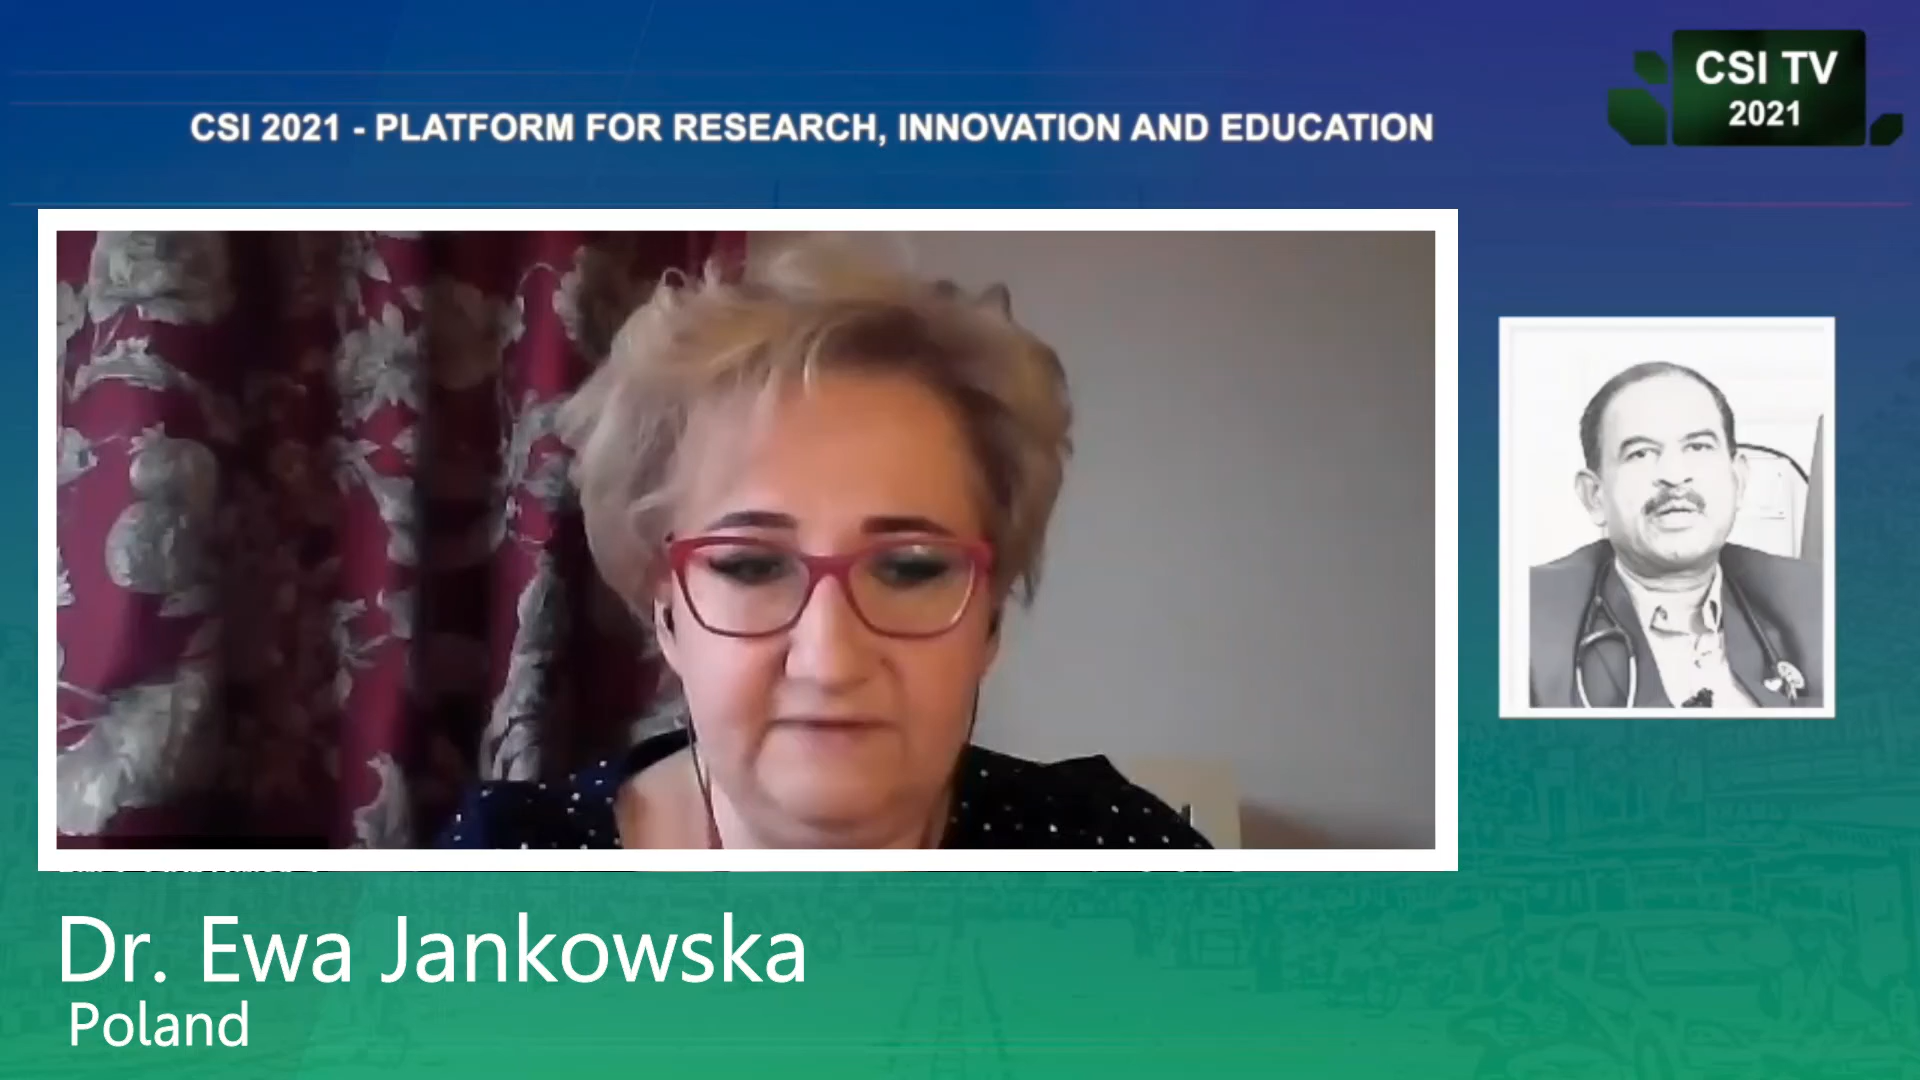 CSI TV
2021
CSI 2021 - PLATFORM FOR RESEARCH, INNOVATION AND EDUCATION
Dr. Ewa Jankowska
Poland